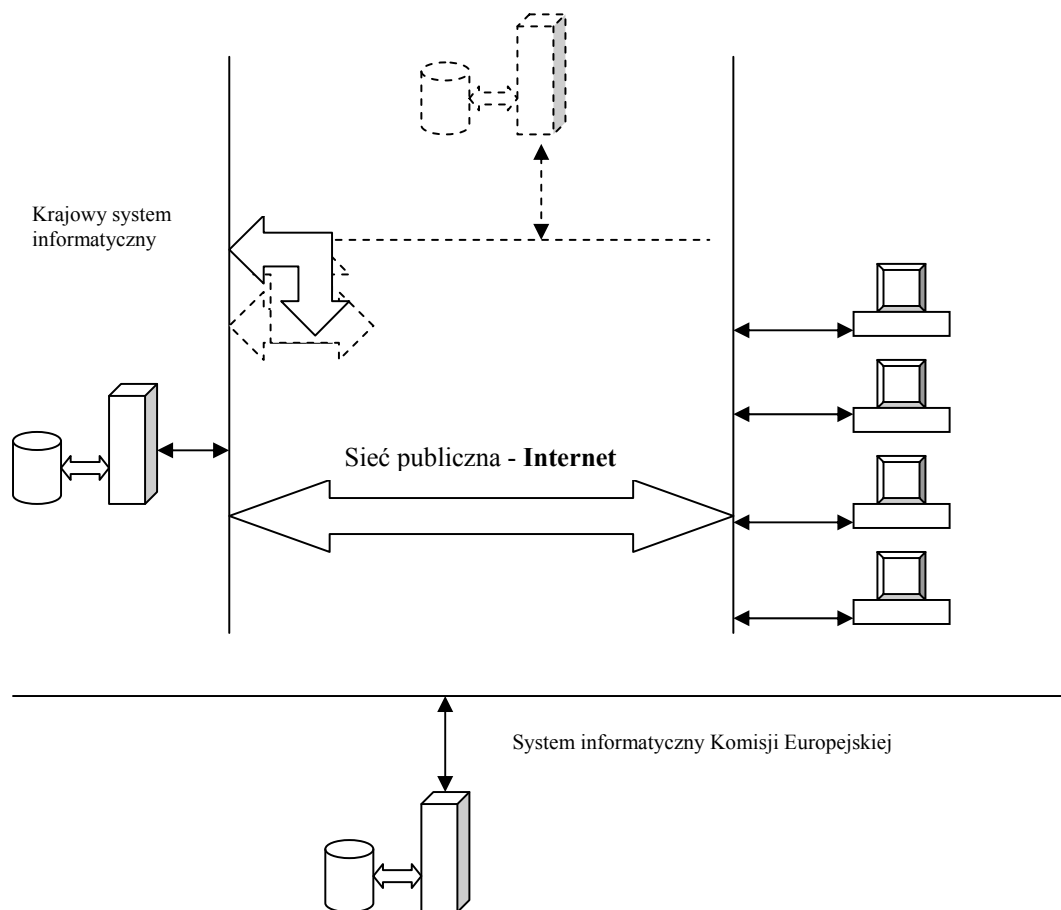 Krajowy system
informatyczny
Sieć publiczna - Internet
System informatyczny Komisji Europejskiej